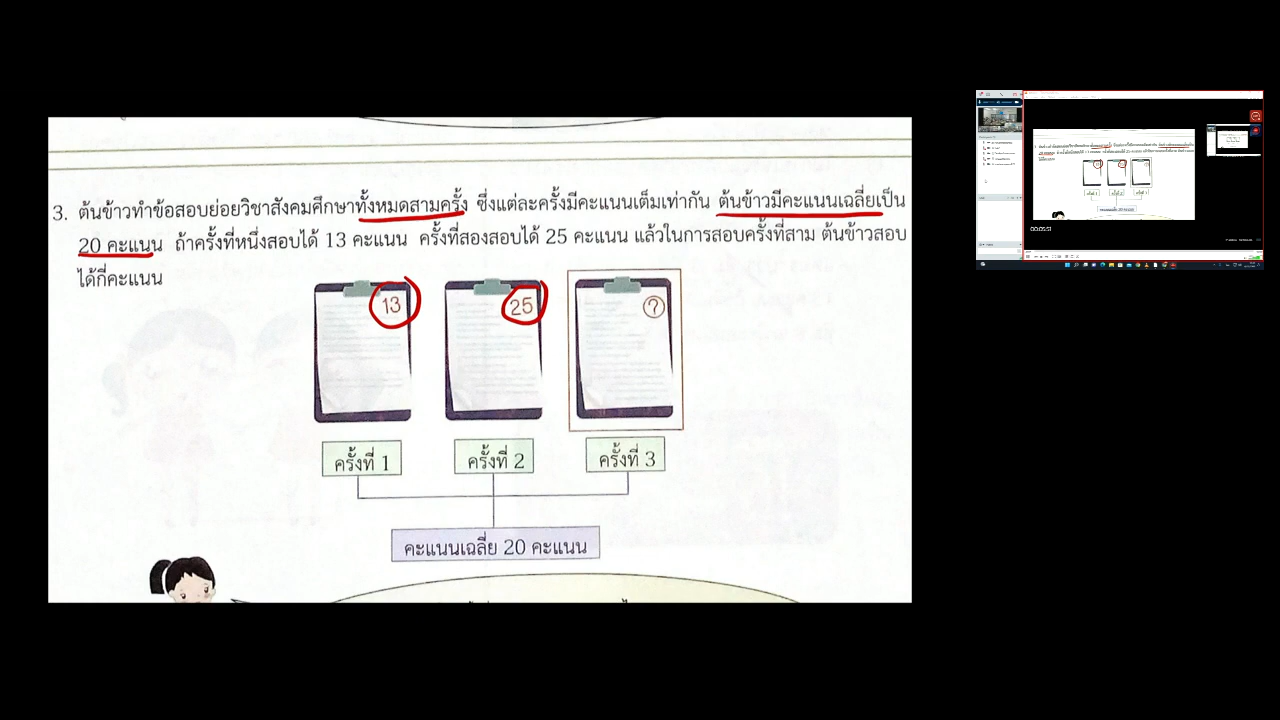 3. ต้นข้าวทำข้อสอบย่อยวิชาสังคมศึกษาทั้งหมดสามครั้ง ซึ่งแต่ละครั้งมีคะแนนเต็มเท่ากัน ต้นข้าวมีคะแนนเฉลี่ยเป็น
20 คะแนน ถ้าครั้งที่หนึ่งสอบได้ 13 คะแนน ครั้งที่สองสอบได้ 25 คะแนน แล้วในการสอบครั้งที่สาม ต้นข้าวสอบ
ได้กี่คะแนน
13 25 ?
ครั้งที่ 1 ครั้งที่ 2 ครั้งที่ 3
คะแนนเฉลี่ย 20 คะแนน
00:05:51